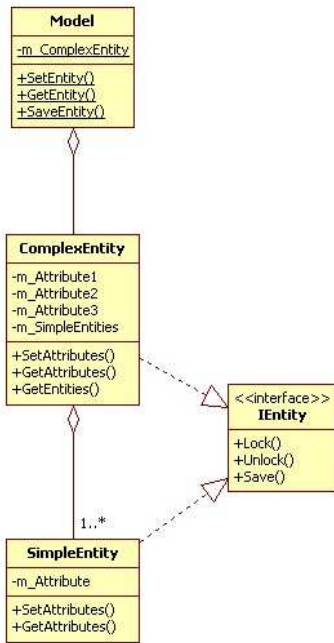 Model
-m_ComplexEntity
+SetEntity()
+GetEntity()
+SaveEntity()
ComplexEntity
-m_Attribute1
-m_Attribute2
-m_Attribute3
-m_SimpleEntities
+SetAttributes()
+GetAttributes()
+GetEntities()
<<interface>>
IEntity
+Lock()
+Unlock()
+Save()
1..*
SimpleEntity
-m_Attribute
+SetAttributes()
+GetAttributes()